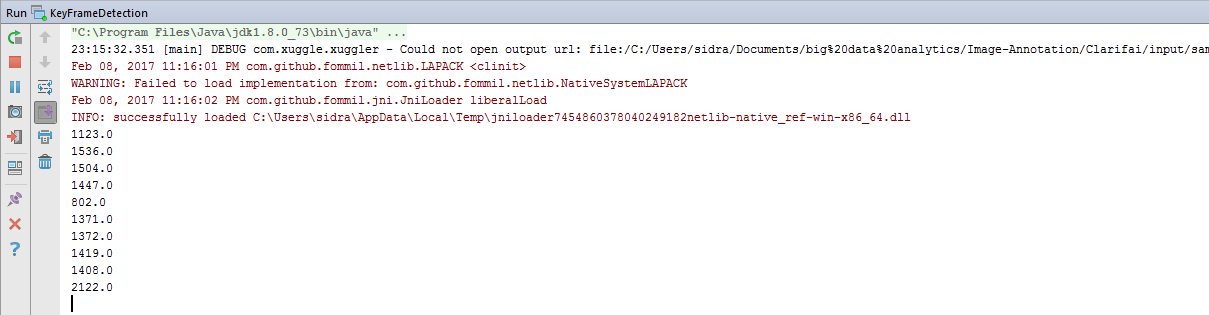 Run KeyFrameDetection
"C:\Program Files\Java\jdk1.8.0_73\bin\java" ...
23:15:32.351 [main] DEBUG com.xuggle.xuggler - Could not open output url: file:/C:/Users/sidra/Documents/big%20data%20analytics/Image-Annotation/Clarifai/input/sam
Feb 08, 2017 11:16:01 PM com.github.fommil.netlib.LAPACK <clinit>
WARNING: Failed to load implementation from: com.github.fommil.netlib.NativeSystemLAPACK
Feb 08, 2017 11:16:02 PM com.github.fommil.jni.JniLoader liberalLoad
INFO: successfully loaded C:\Users\sidra\AppData\Local\Temp\jniloader7454860378040249182netlib-native_ref-win-x86_64.dll
1123.0
1536.0
1504.0
1447.0
802.0
1371.0
1372.0
1419.0
1408.0
2122.0